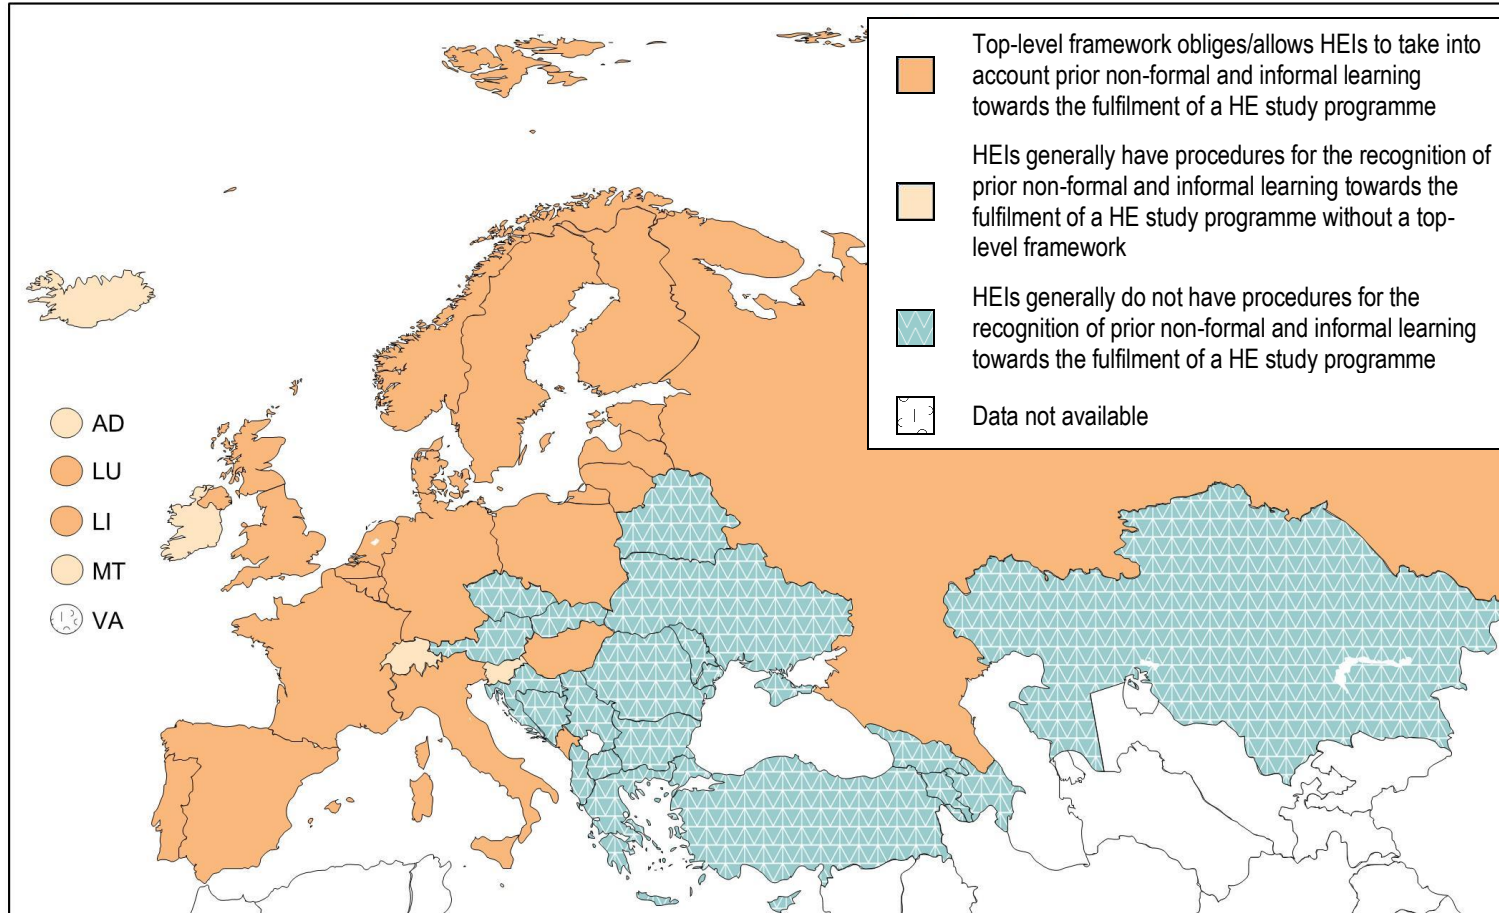 Top-level framework obliges/allows HEIs to take into
account prior non-formal and informal learning
towards the fulfilment of a HE study programme
HEIs generally have procedures for the recognition of
prior non-formal and informal learning towards the
fulfilment of a HE study programme without a top-
level framework
HEIs generally do not have procedures for the
recognition of prior non-formal and informal learning
towards the fulfilment of a HE study programme
Data not available
AD
LU
LI
MT
VA